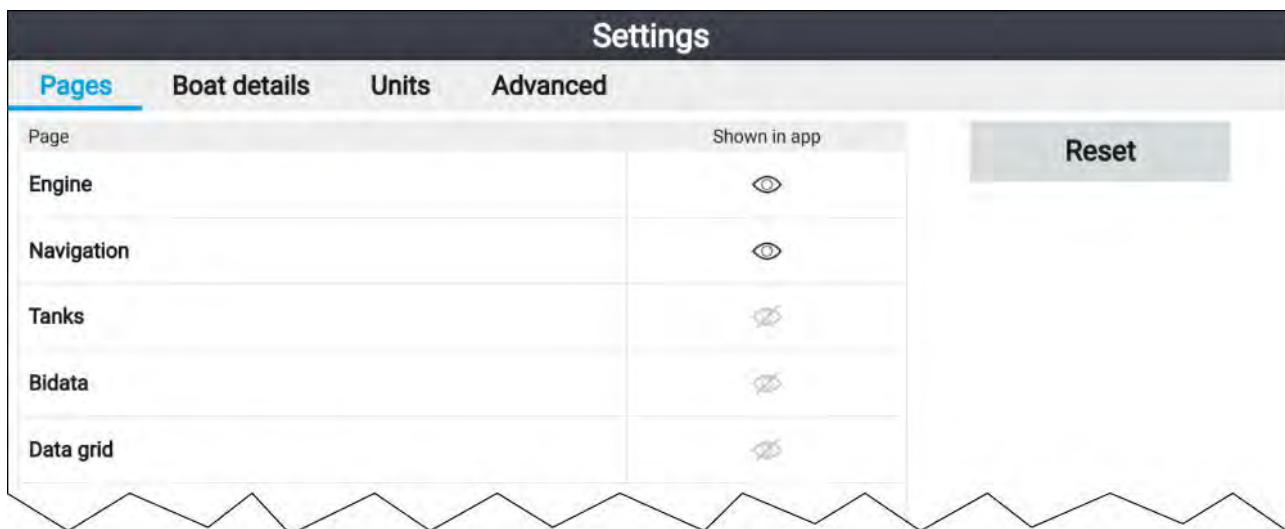 Settings
Pages Boat details Units Advanced
Page Shown in app
Reset
Engine
Navigation
Tanks
Bidata
Data grid